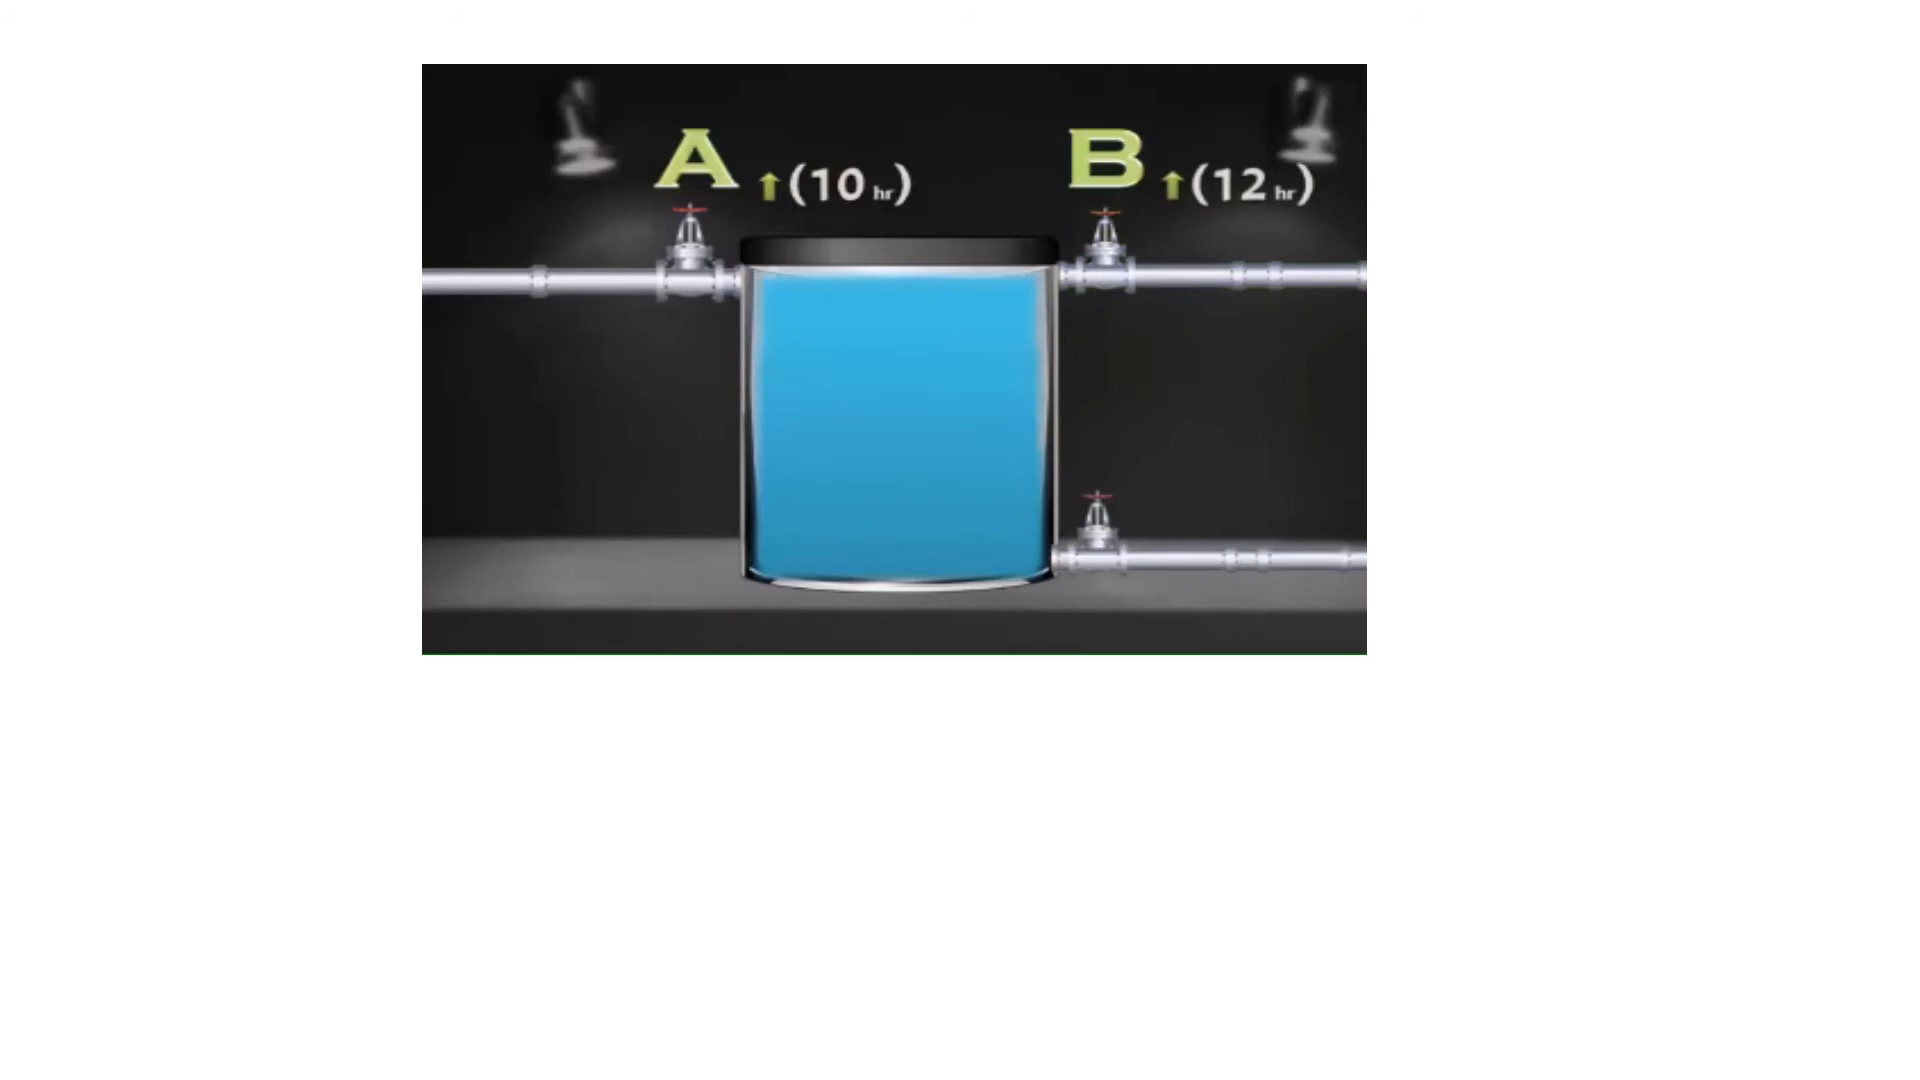 A ↑ (10 hr)
B ↑ (12 hr)